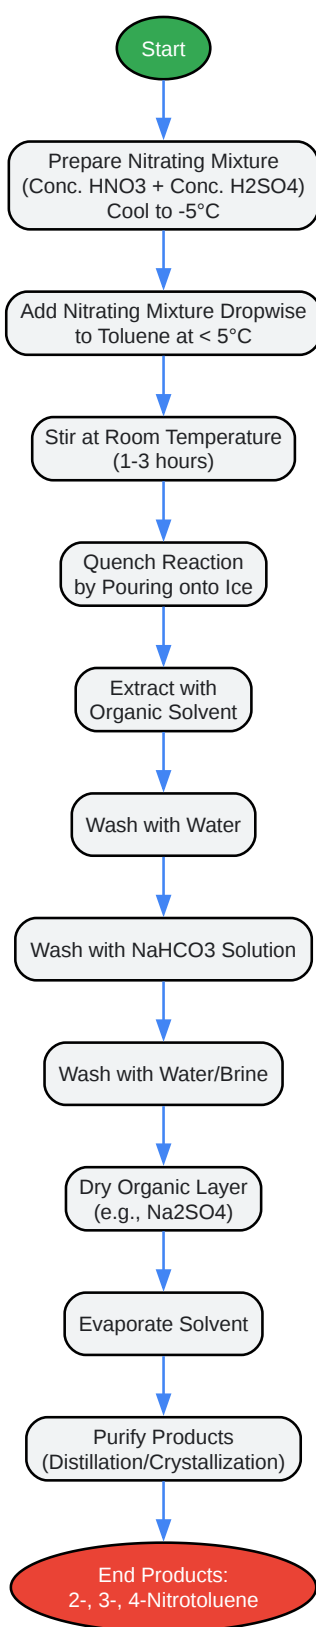 Start
Prepare Nitrating Mixture
(Conc. HNO3 + Conc. H2SO4)
Cool to -5°C
Add Nitrating Mixture Dropwise
to Toluene at < 5°C
Stir at Room Temperature
(1-3 hours)
Quench Reaction
by Pouring onto Ice
Extract with
Organic Solvent
Wash with Water
Wash with NaHCO3 Solution
Wash with Water/Brine
Dry Organic Layer
(e.g., Na2SO4)
Evaporate Solvent
Purify Products
(Distillation/Crystallization)
End Products:
2-, 3-, 4-Nitrotoluene